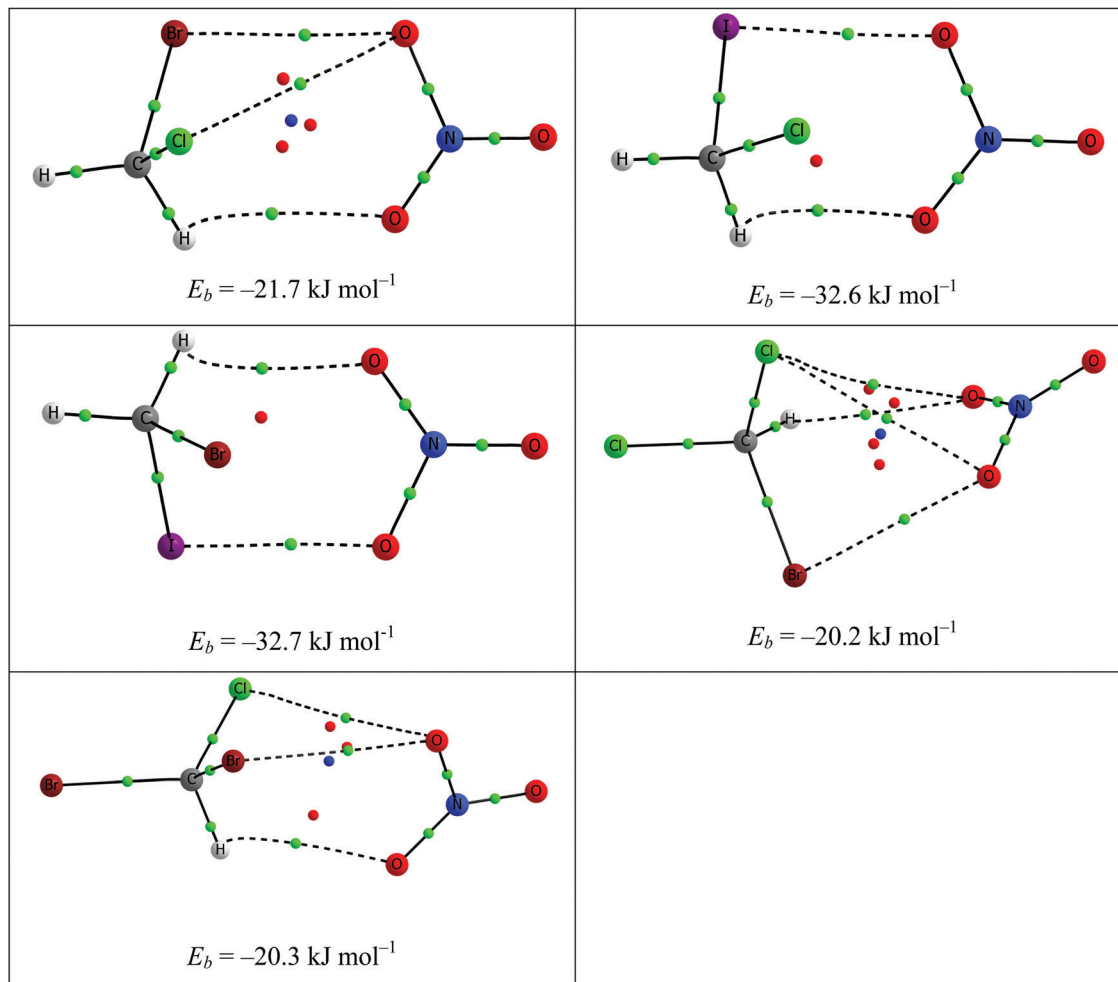 Br O
Cl
C N O
H
H O
E_b = –21.7 kJ mol⁻¹
I O
Cl
H C N O
H O
E_b = –32.6 kJ mol⁻¹
H
O
H C
Br N O
I O
E_b = –32.7 kJ mol⁻¹
Cl O
H O N
Cl C
O
Br
E_b = –20.2 kJ mol⁻¹
Cl
O
Br C Br
N O
H O
E_b = –20.3 kJ mol⁻¹